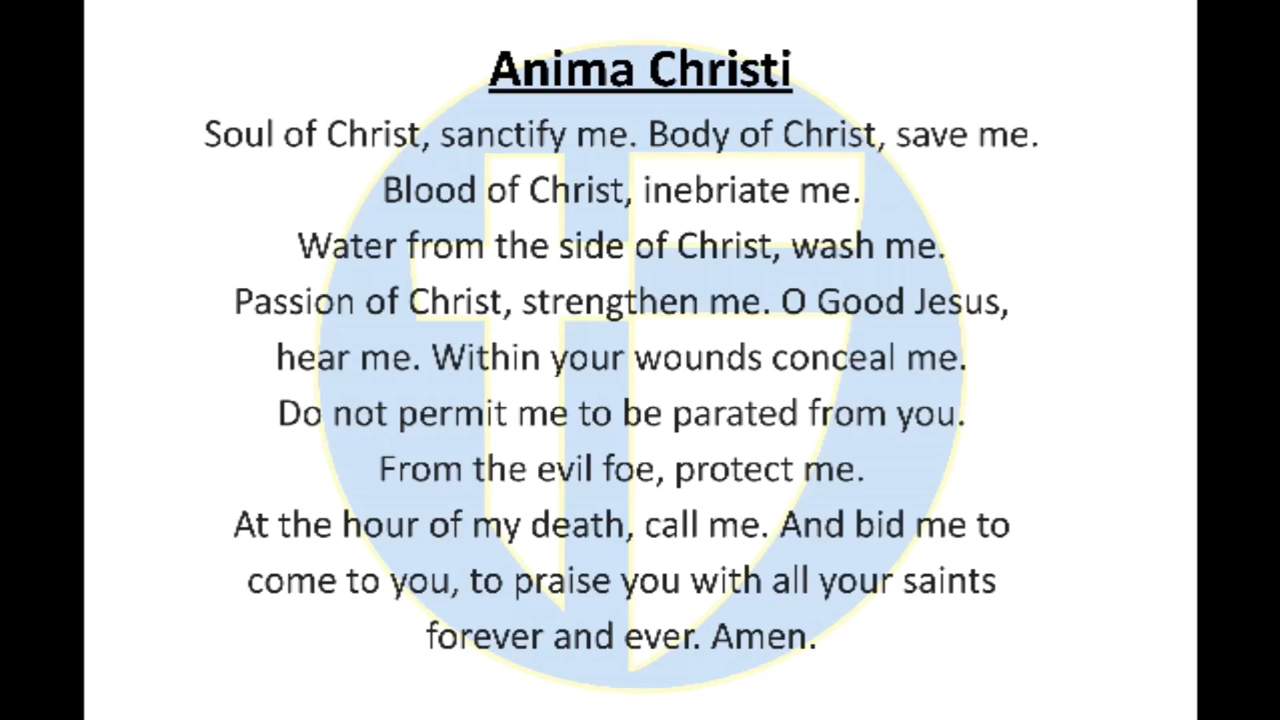 Anima Christi
Soul of Christ, sanctify me. Body of Christ, save me.
Blood of Christ, inebriate me.
Water from the side of Christ, wash me.
Passion of Christ, strengthen me. O Good Jesus,
hear me. Within your wounds conceal me.
Do not permit me to be parated from you.
From the evil foe, protect me.
At the hour of my death, call me. And bid me to
come to you, to praise you with all your saints
forever and ever. Amen.